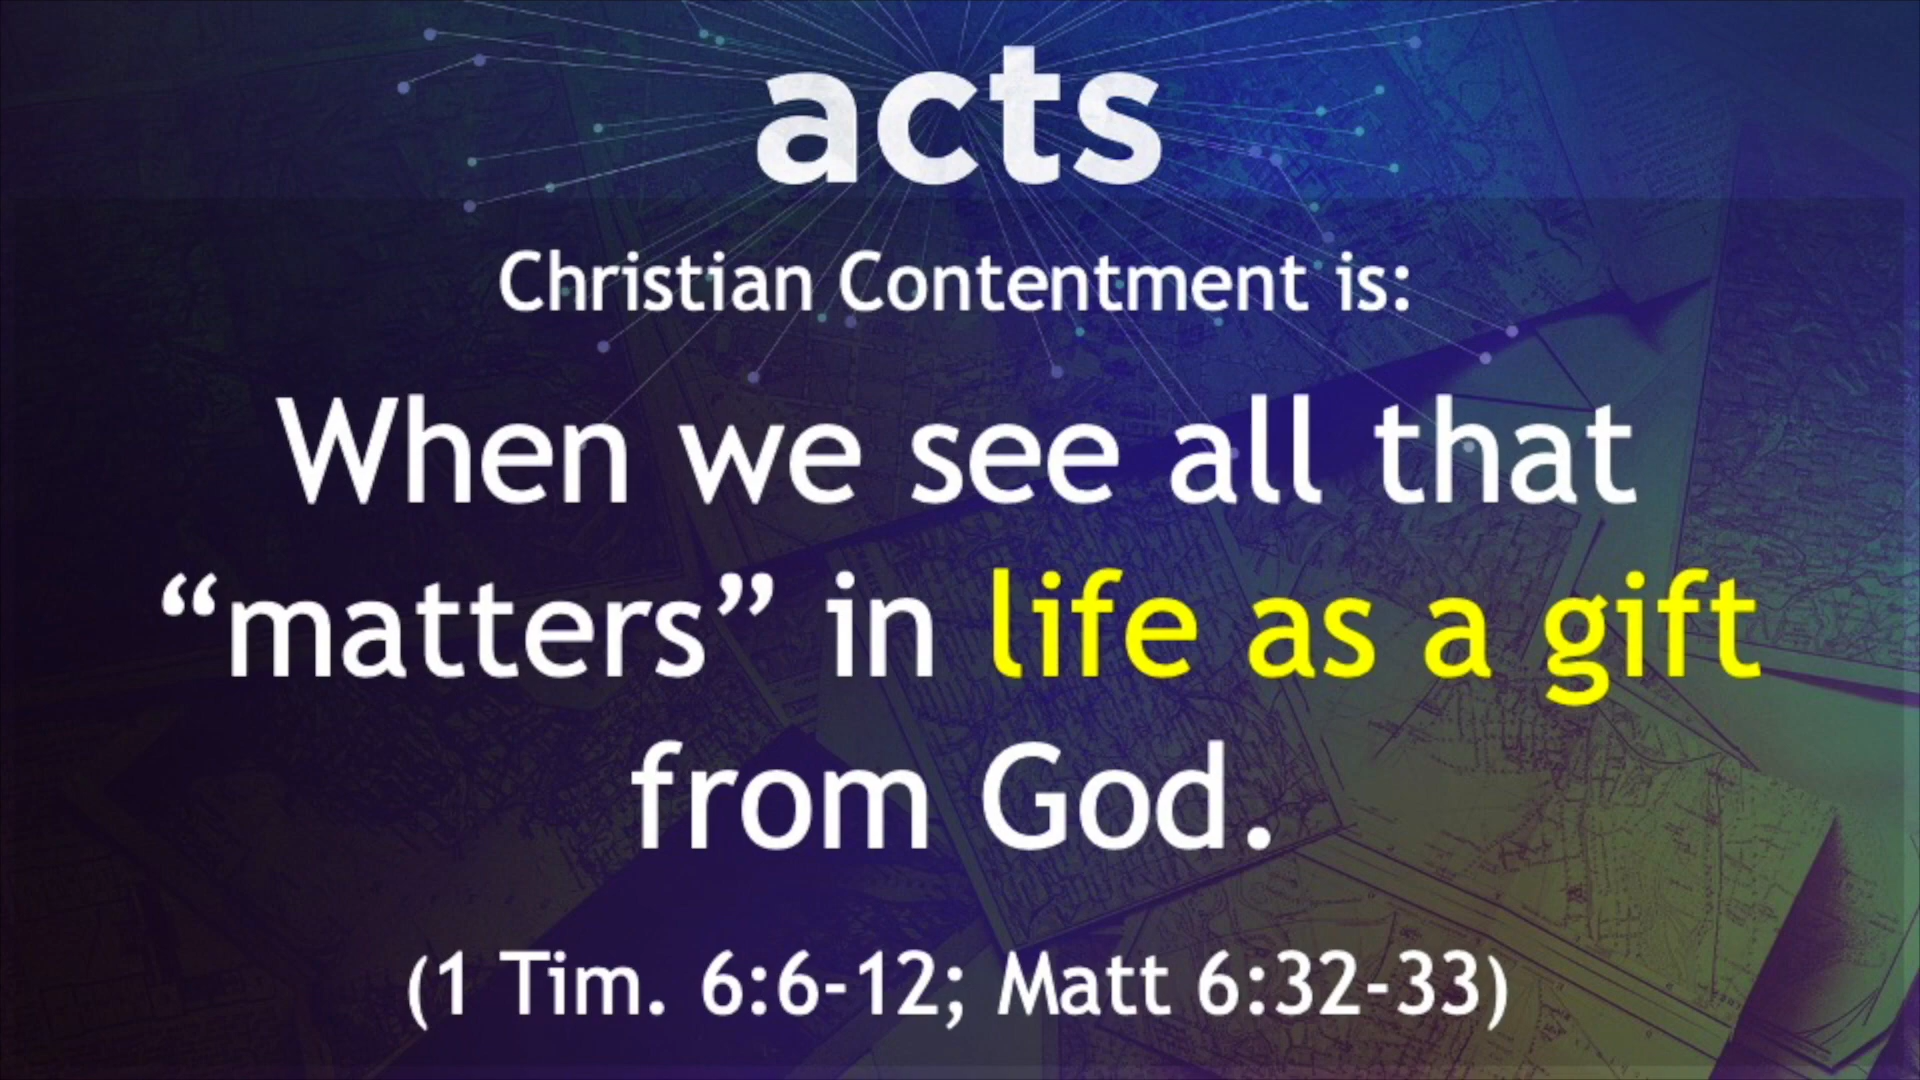 acts
Christian Contentment is:
When we see all that
“matters” in life as a gift
from God.
(1 Tim. 6:6-12; Matt 6:32-33)